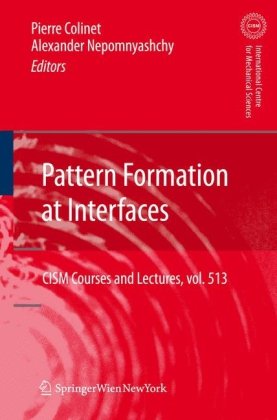 Pierre Colinet
Alexander Nepomnyashchy
Editors
CISM
International Centre
for Mechanical Sciences
Pattern Formation
at Interfaces
CISM Courses and Lectures, vol. 513
SpringerWienNewYork